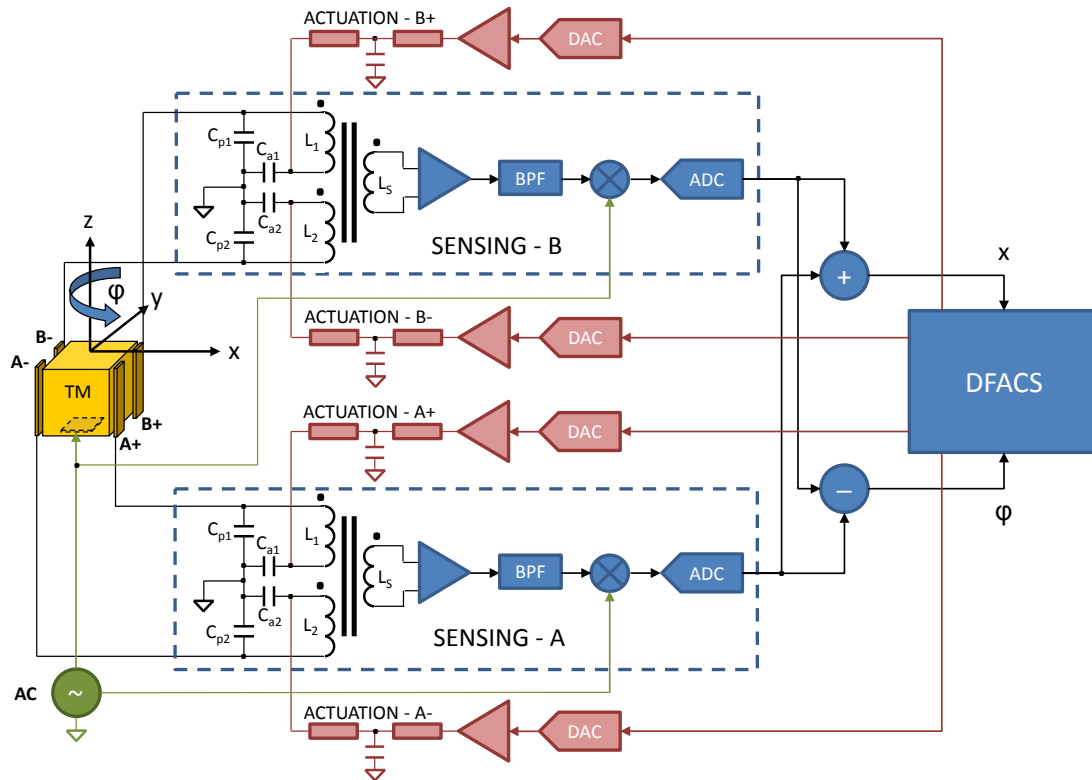 ACTUATION - B+
DAC
Cp1
Ca1
L1
LS
BPF
ADC
Ca2
Cp2
L2
SENSING - B
z
φ
y
x
B-
A-
TM
B+
A+
ACTUATION - B-
DAC
+
x
DFACS
ACTUATION - A+
DAC
–
φ
Cp1
Ca1
L1
LS
BPF
ADC
Ca2
Cp2
L2
SENSING - A
AC
~
ACTUATION - A-
DAC